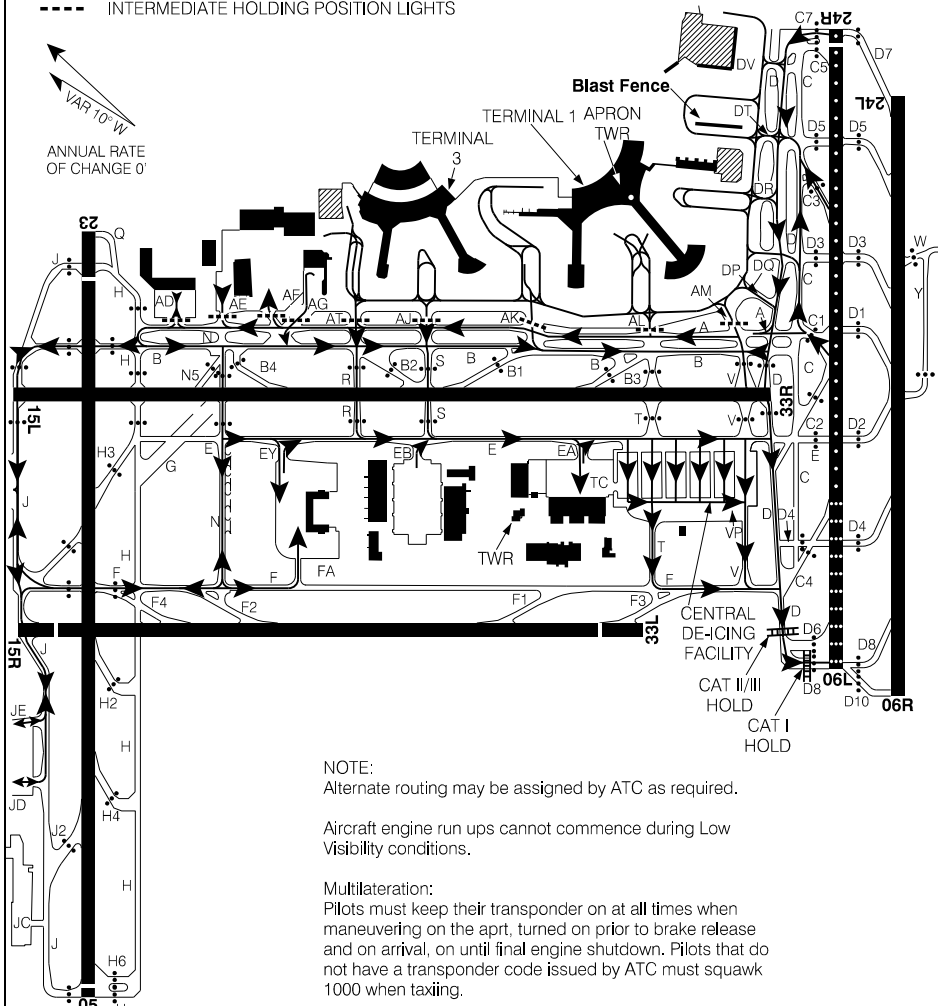 INTERMEDIATE HOLDING POSITION LIGHTS
VAR 10° W
ANNUAL RATE
OF CHANGE 0'
Blast Fence
TERMINAL 1
APRON
TWR
TERMINAL
3
24R
24L
C7
D7
C5
DV
D
C
DT
D5
D5
DR
C3
D
D3
D3
W
Y
DP
DQ
C
AM
A
C1
D1
23
Q
J
H
AD
AE
AF
AG
AT
AJ
AK
AL
A
N
H
B
N5
B4
R
B2
S
B
B1
B
B3
B
V
D
C
15L
33R
R
S
T
V
C2
D2
E
H3
G
E
EY
EB
E
EA
TC
C
J
N
TWR
VP
D
D4
D4
H
T
C4
F
F
FA
F
V
F4
F2
F1
F3
D
CENTRAL
DE-ICING
FACILITY
D6
D8
15R
33L
06L
D8
D10
06R
CAT II/III
HOLD
CAT I
HOLD
J
H2
JE
H
JD
H4
J2
JC
H
J
H6
05
NOTE:
Alternate routing may be assigned by ATC as required.
Aircraft engine run ups cannot commence during Low
Visibility conditions.
Multilateration:
Pilots must keep their transponder on at all times when
maneuvering on the aprt, turned on prior to brake release
and on arrival, on until final engine shutdown. Pilots that do
not have a transponder code issued by ATC must squawk
1000 when taxiing.